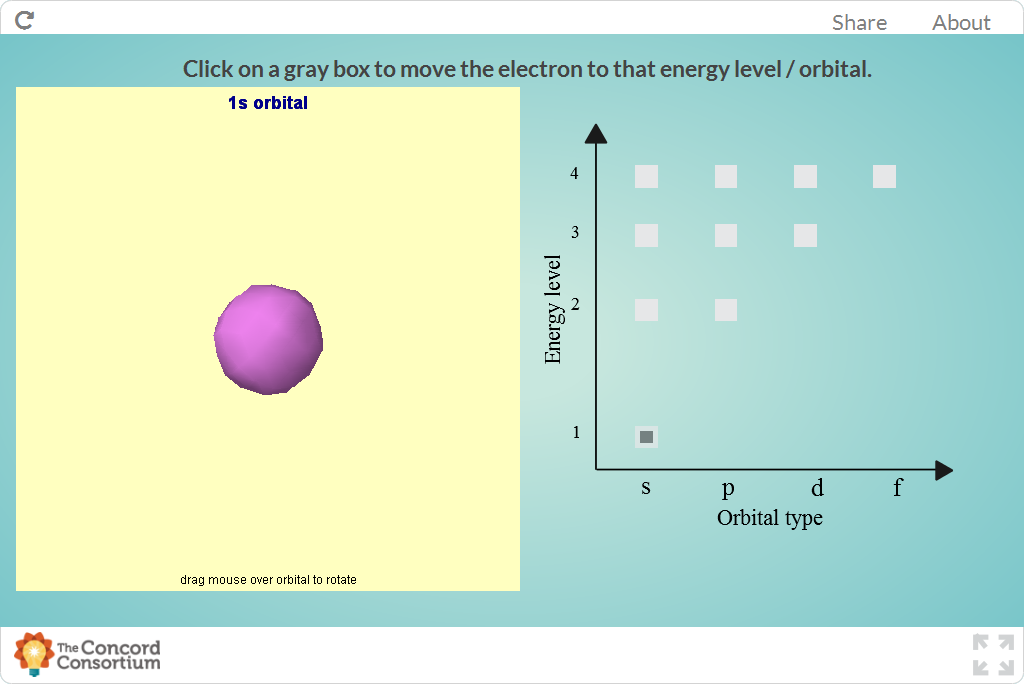 Share
About
Click on a gray box to move the electron to that energy level / orbital.
1s orbital
4
3
2
1
Energy level
s
p
d
f
Orbital type
drag mouse over orbital to rotate
The Concord
Consortium